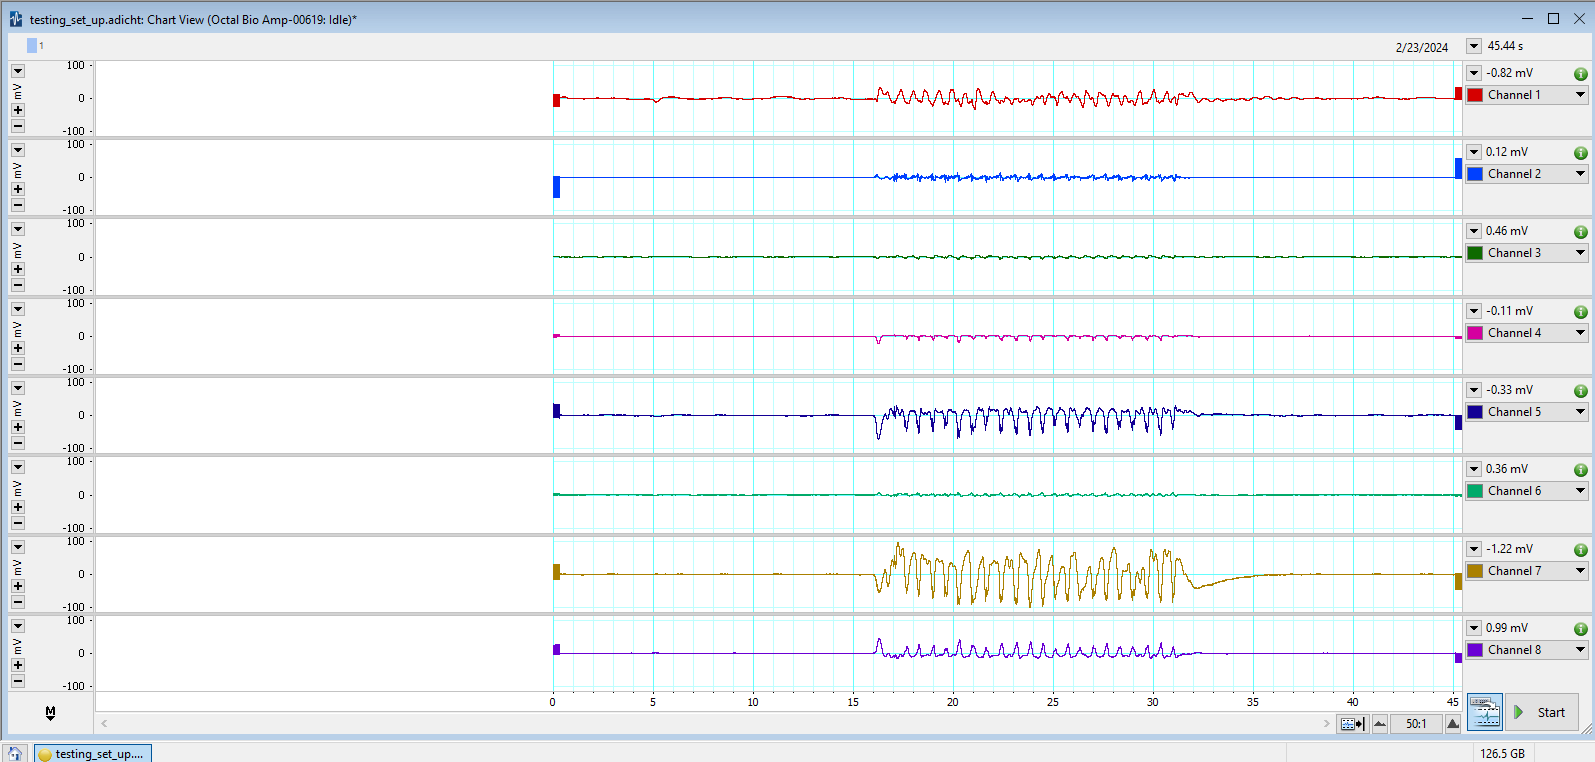 testing_set_up.adicht: Chart View (Octal Bio Amp-00619: Idle)*
1
2/23/2024
45.44 s
100
mV
0
-100
-0.82 mV
Channel 1
100
mV
0
-100
0.12 mV
Channel 2
100
mV
0
-100
0.46 mV
Channel 3
100
mV
0
-100
-0.11 mV
Channel 4
100
mV
0
-100
-0.33 mV
Channel 5
100
mV
0
-100
0.36 mV
Channel 6
100
mV
0
-100
-1.22 mV
Channel 7
100
mV
0
-100
0.99 mV
Channel 8
0 5 10 15 20 25 30 35 40 45
M
50:1
Start
testing_set_up....
126.5 GB